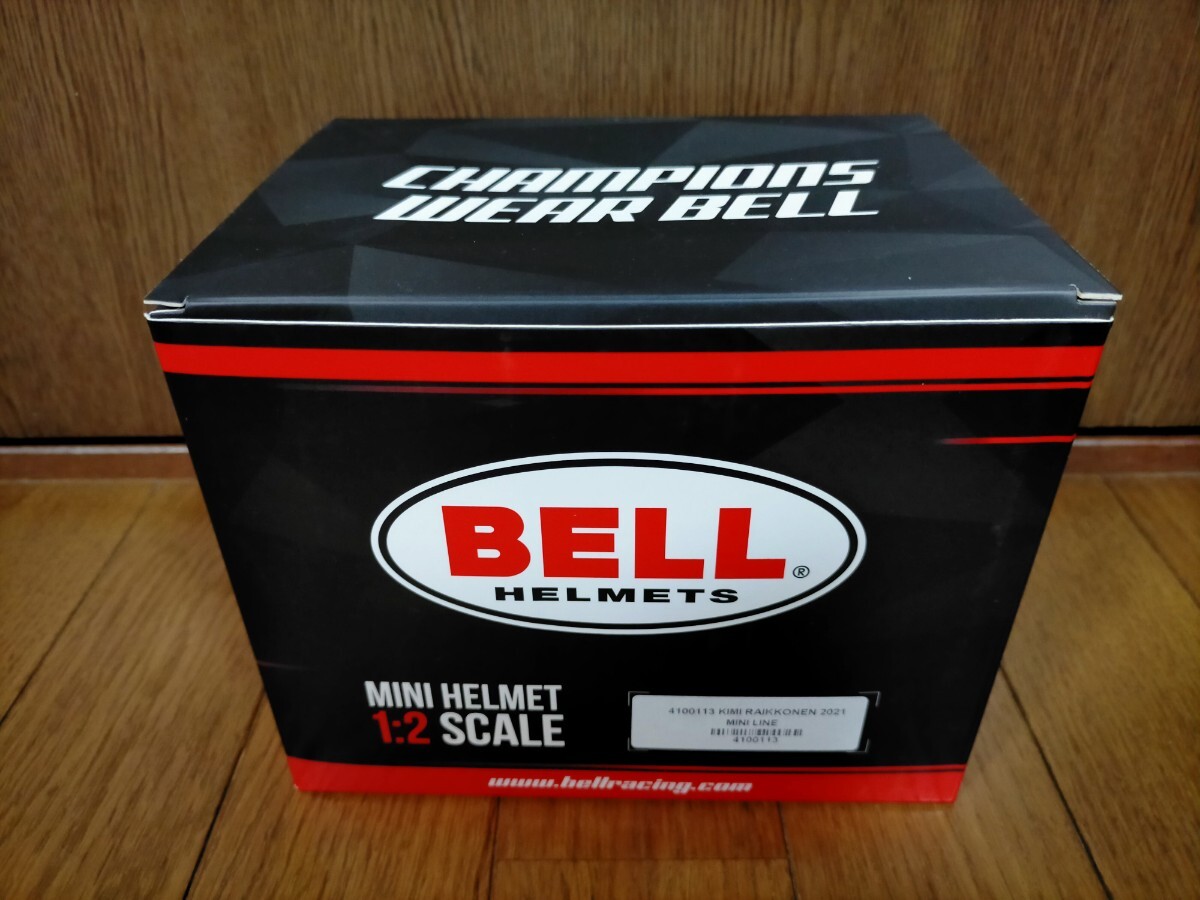 CHAMPIONS
WEAR BELL
BELL®
HELMETS
MINI HELMET
1:2 SCALE
4100113 KIMI RAIKKONEN 2021
MINI LINE
4100113
www.bellracing.com